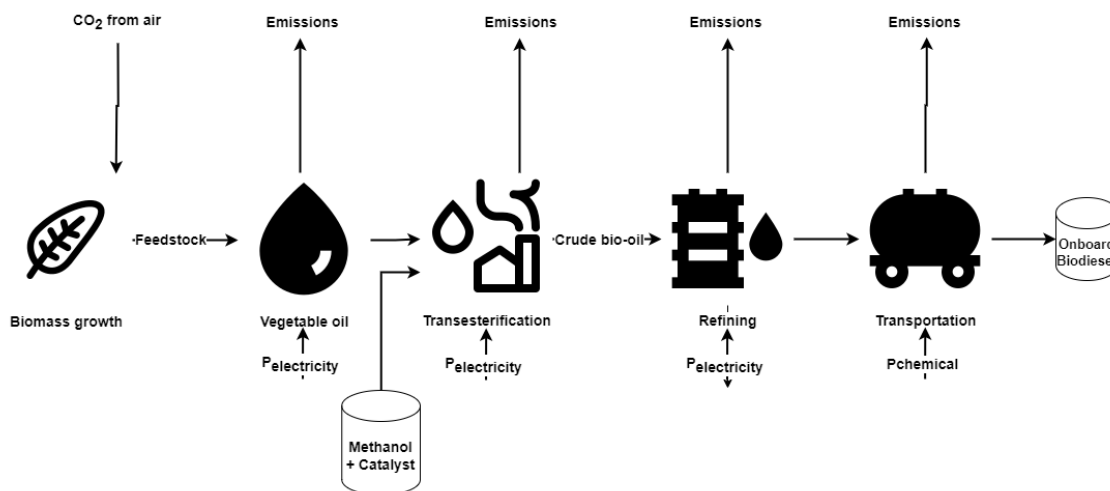 CO2 from air
Emissions
Emissions
Emissions
Emissions
Feedstock
Crude bio-oil
Onboard
Biodiesel
Biomass growth
Vegetable oil
Transesterification
Refining
Transportation
Pelectricity
Pelectricity
Pelectricity
Pchemical
Methanol
+ Catalyst